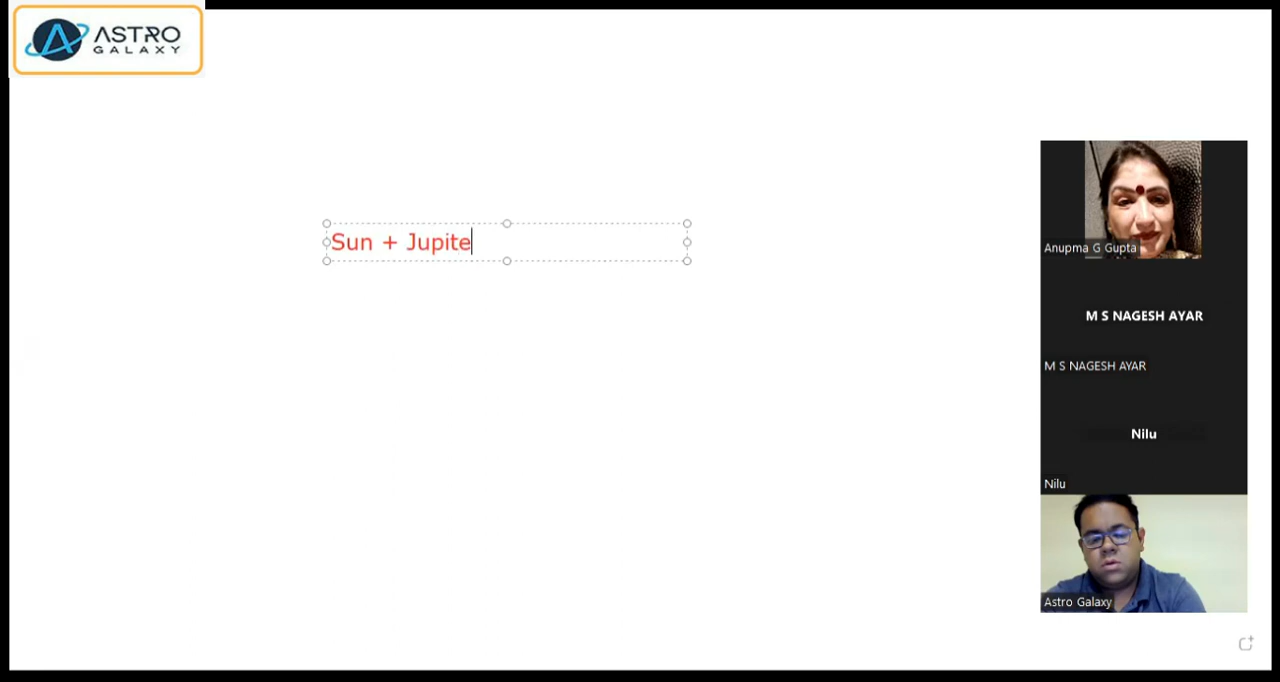 ASTRO
GALAXY
Sun + Jupite
Anupma G Gupta
M S NAGESH AYAR
M S NAGESH AYAR
Nilu
Nilu
Astro Galaxy